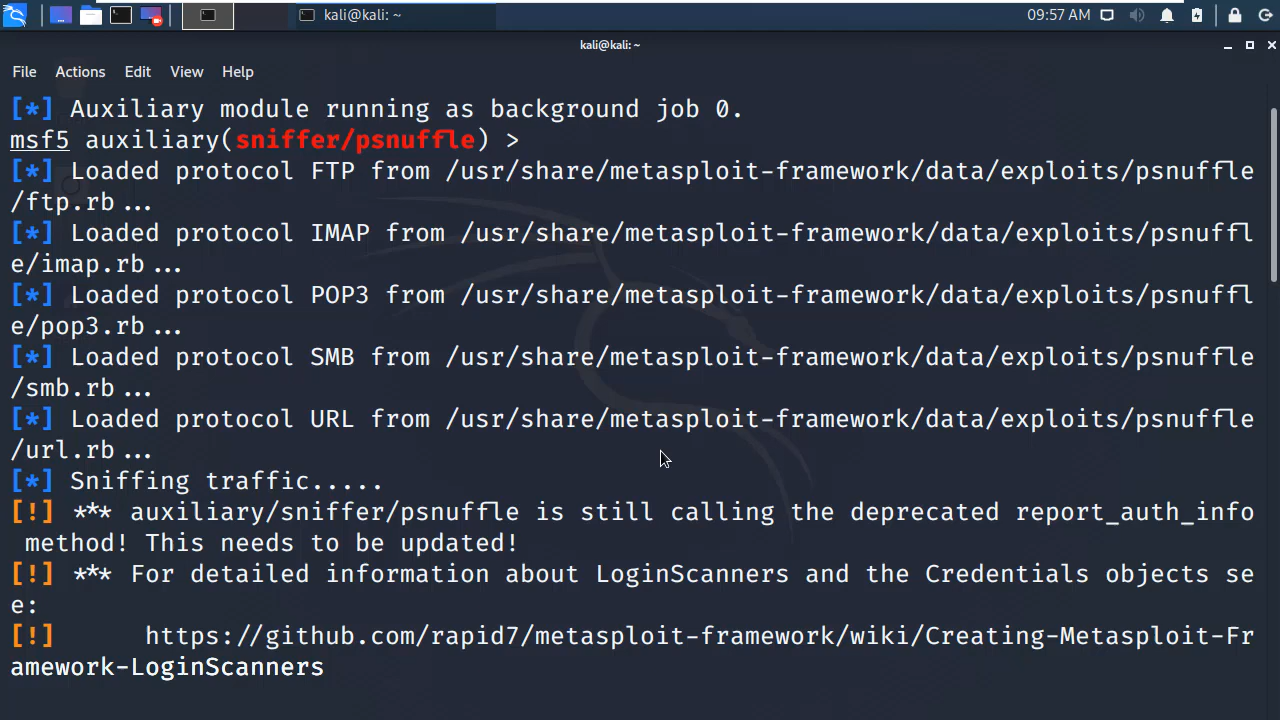 kali@kali: ~
09:57 AM
kali@kali: ~
File Actions Edit View Help
[*] Auxiliary module running as background job 0.
msf5 auxiliary(sniffer/psnuffle) >
[*] Loaded protocol FTP from /usr/share/metasploit-framework/data/exploits/psnuffle
/ftp.rb...
[*] Loaded protocol IMAP from /usr/share/metasploit-framework/data/exploits/psnuffl
e/imap.rb...
[*] Loaded protocol POP3 from /usr/share/metasploit-framework/data/exploits/psnuffl
e/pop3.rb...
[*] Loaded protocol SMB from /usr/share/metasploit-framework/data/exploits/psnuffle
/smb.rb...
[*] Loaded protocol URL from /usr/share/metasploit-framework/data/exploits/psnuffle
/url.rb...
[*] Sniffing traffic.....
[!] *** auxiliary/sniffer/psnuffle is still calling the deprecated report_auth_info
method! This needs to be updated!
[!] *** For detailed information about LoginScanners and the Credentials objects se
e:
[!]      https://github.com/rapid7/metasploit-framework/wiki/Creating-Metasploit-Fr
amework-LoginScanners